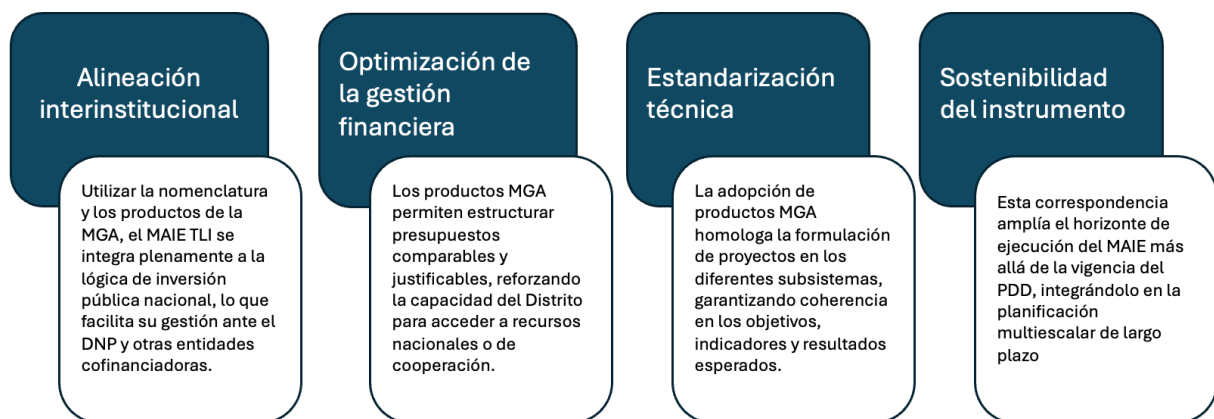 Alineación
interinstitucional
Utilizar la nomenclatura
y los productos de la
MGA, el MAIE TLI se
integra plenamente a la
lógica de inversión
pública nacional, lo que
facilita su gestión ante el
DNP y otras entidades
cofinanciadoras.
Optimización de
la gestión
financiera
Los productos MGA
permiten estructurar
presupuestos
comparables y
justificables, reforzando
la capacidad del Distrito
para acceder a recursos
nacionales o de
cooperación.
Estandarización
técnica
La adopción de
productos MGA
homologa la formulación
de proyectos en los
diferentes subsistemas,
garantizando coherencia
en los objetivos,
indicadores y resultados
esperados.
Sostenibilidad
del instrumento
Esta correspondencia
amplía el horizonte de
ejecución del MAIE más
allá de la vigencia del
PDD, integrándolo en la
planificación
multiescalar de largo
plazo